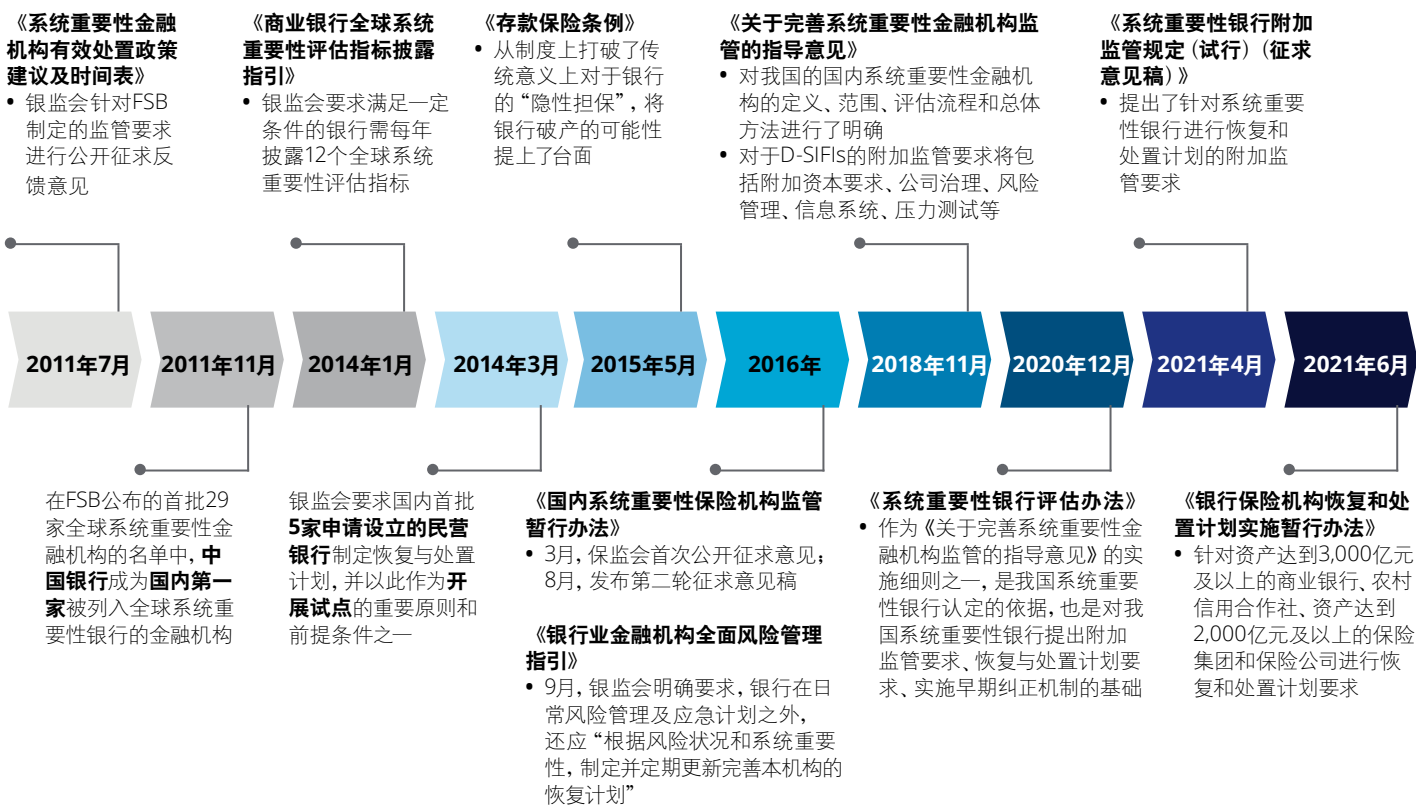 《系统重要性金融
机构有效处置政策
建议及时间表》
• 银监会针对FSB
制定的监管要求
进行公开征求反
馈意见
《商业银行全球系统
重要性评估指标披露
指引》
• 银监会要求满足一定
条件的银行需每年
披露12个全球系统
重要性评估指标
《存款保险条例》
• 从制度上打破了传
统意义上对于银行
的“隐性担保”，将
银行破产的可能性
提上了台面
《关于完善系统重要性金融机构监
管的指导意见》
• 对我国的国内系统重要性金融机
构的定义、范围、评估流程和总体
方法进行了明确
• 对于D-SIFIs的附加监管要求将包
括附加资本要求、公司治理、风险
管理、信息系统、压力测试等
《系统重要性银行附加
监管规定（试行）（征求
意见稿）》
• 提出了针对系统重要
性银行进行恢复和
处置计划的附加监
管要求
2011年7月
2011年11月
2014年1月
2014年3月
2015年5月
2016年
2018年11月
2020年12月
2021年4月
2021年6月
在FSB公布的首批29
家全球系统重要性金
融机构的名单中，中
国银行成为国内第一
家被列入全球系统重
要性银行的金融机构
银监会要求国内首批
5家申请设立的民营
银行制定恢复与处置
计划，并以此作为开
展试点的重要原则和
前提条件之一
《国内系统重要性保险机构监管
暂行办法》
• 3月，保监会首次公开征求意见；
8月，发布第二轮征求意见稿
《银行业金融机构全面风险管理
指引》
• 9月，银监会明确要求，银行在日
常风险管理及应急计划之外，
还应“根据风险状况和系统重要
性，制定并定期更新完善本机构的
恢复计划”
《系统重要性银行评估办法》
• 作为《关于完善系统重要性金
融机构监管的指导意见》的实
施细则之一，是我国系统重要
性银行认定的依据，也是对我
国系统重要性银行提出附加
监管要求、恢复与处置计划要
求、实施早期纠正机制的基础
《银行保险机构恢复和处
置计划实施暂行办法》
• 针对资产达到3,000亿元
及以上的商业银行、农村
信用合作社、资产达到
2,000亿元及以上的保险
集团和保险公司进行恢
复和处置计划要求